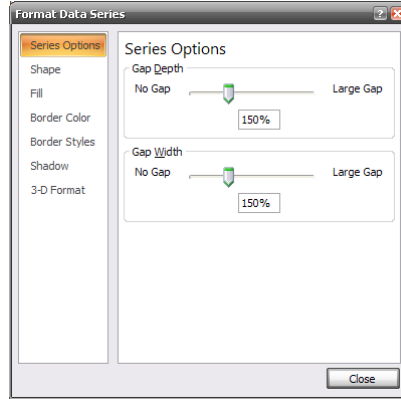 Format Data Series
Series Options
Shape
Fill
Border Color
Border Styles
Shadow
3-D Format
Series Options
Gap Depth
No Gap Large Gap
150%
Gap Width
No Gap Large Gap
150%
Close